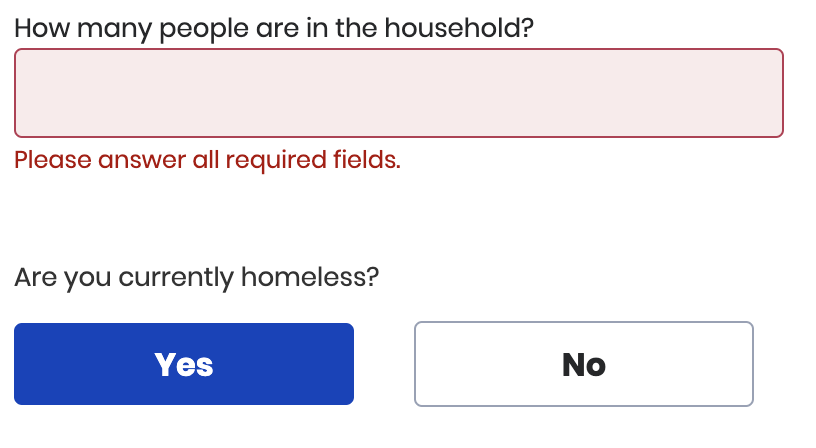 How many people are in the household?
Please answer all required fields.
Are you currently homeless?
Yes
No